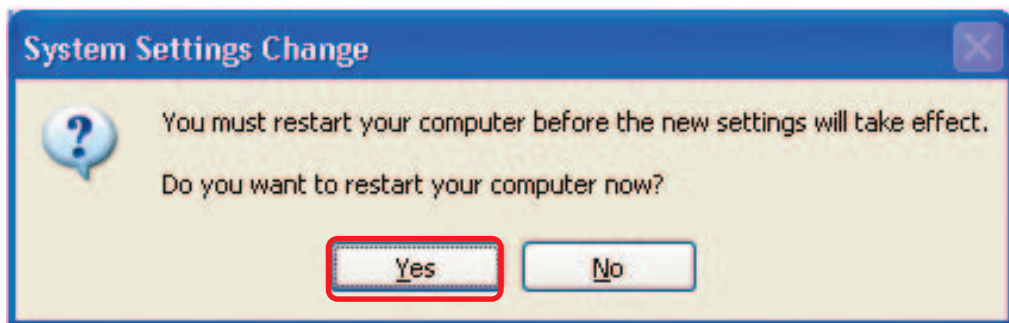 System Settings Change
You must restart your computer before the new settings will take effect.
Do you want to restart your computer now?
Yes
No